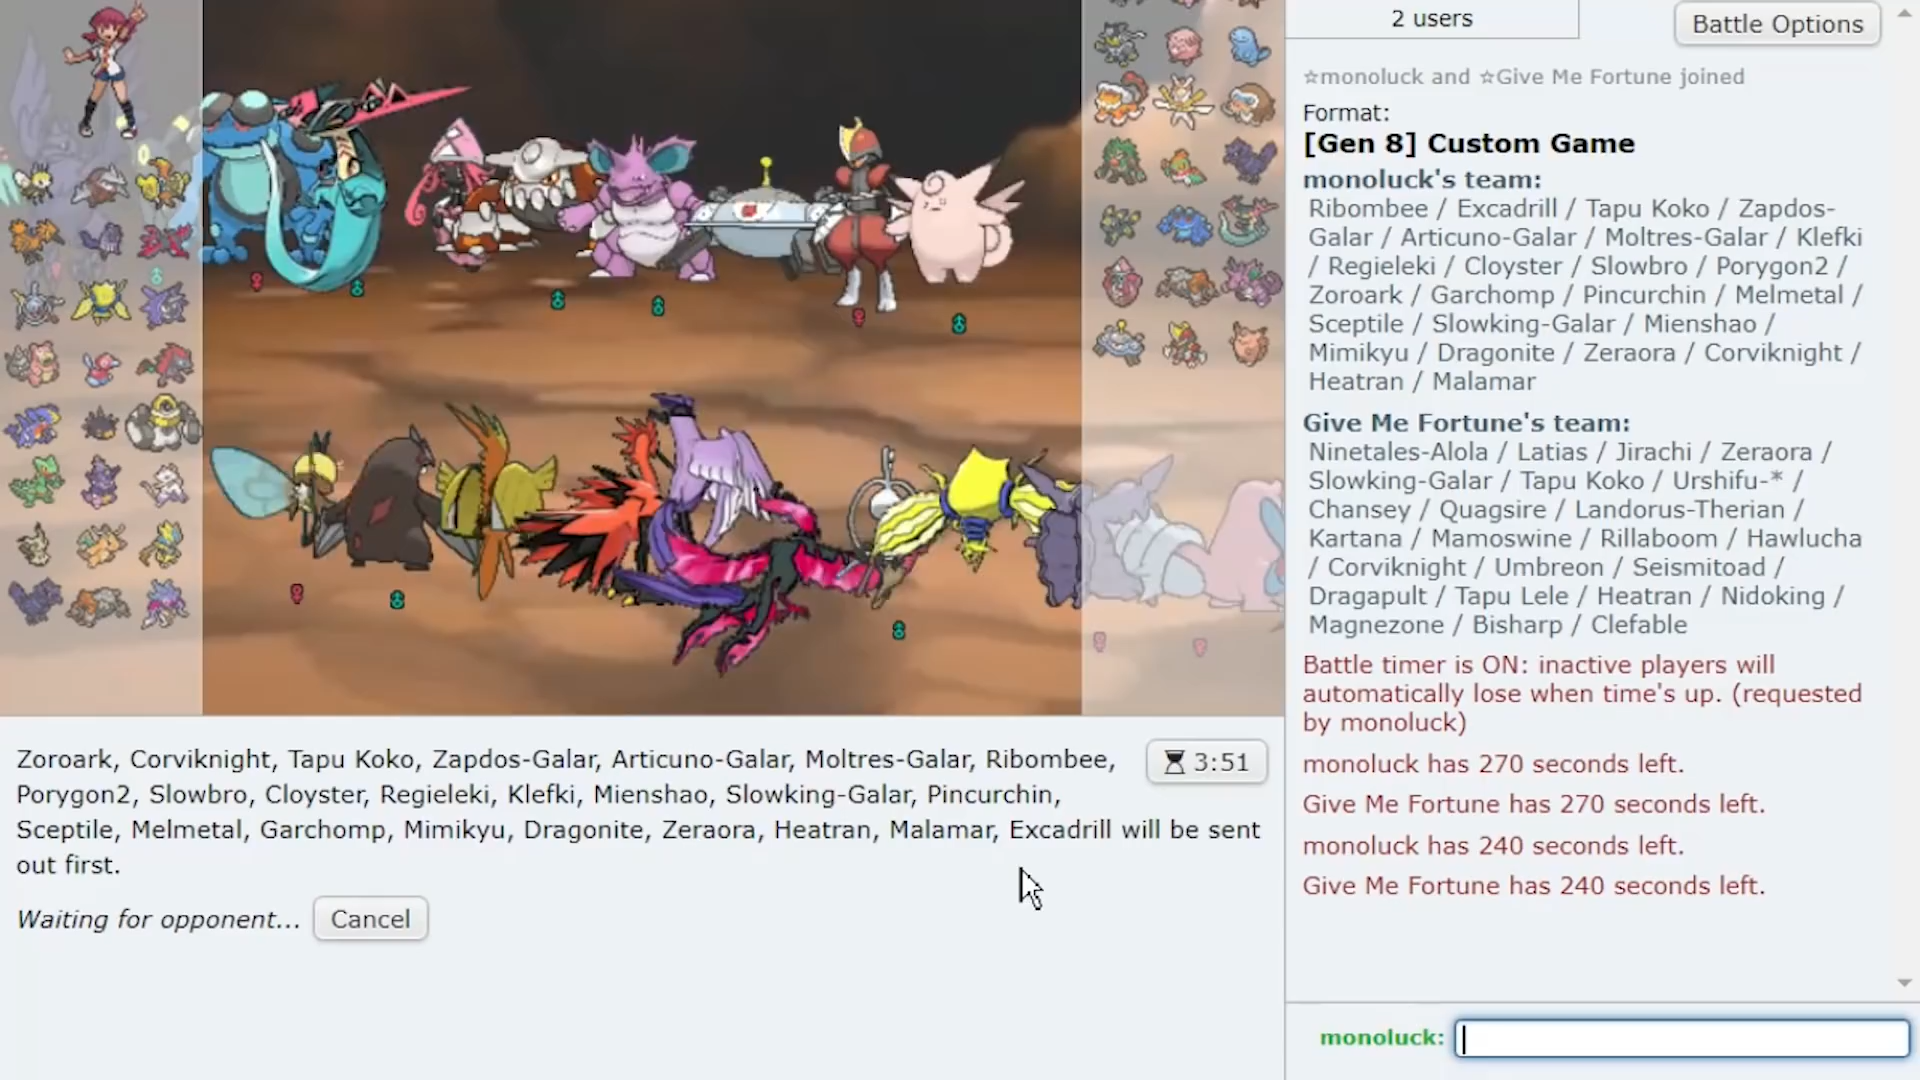 2 users
Battle Options
☆monoluck and ☆Give Me Fortune joined
Format:
[Gen 8] Custom Game
monoluck's team:
Ribombee / Excadrill / Tapu Koko / Zapdos-
Galar / Articuno-Galar / Moltres-Galar / Klefki
/ Regieleki / Cloyster / Slowbro / Porygon2 /
Zoroark / Garchomp / Pincurchin / Melmetal /
Sceptile / Slowking-Galar / Mienshao /
Mimikyu / Dragonite / Zeraora / Corviknight /
Heatran / Malamar
Give Me Fortune's team:
Ninetales-Alola / Latias / Jirachi / Zeraora /
Slowking-Galar / Tapu Koko / Urshifu-* /
Chansey / Quagsire / Landorus-Therian /
Kartana / Mamoswine / Rillaboom / Hawlucha
/ Corviknight / Umbreon / Seismitoad /
Dragapult / Tapu Lele / Heatran / Nidoking /
Magnezone / Bisharp / Clefable
Battle timer is ON: inactive players will
automatically lose when time's up. (requested
by monoluck)
monoluck has 270 seconds left.
Give Me Fortune has 270 seconds left.
monoluck has 240 seconds left.
Give Me Fortune has 240 seconds left.
monoluck:
Zoroark, Corviknight, Tapu Koko, Zapdos-Galar, Articuno-Galar, Moltres-Galar, Ribombee,
Porygon2, Slowbro, Cloyster, Regieleki, Klefki, Mienshao, Slowking-Galar, Pincurchin,
Sceptile, Melmetal, Garchomp, Mimikyu, Dragonite, Zeraora, Heatran, Malamar, Excadrill will be sent
out first.
3:51
Waiting for opponent...
Cancel